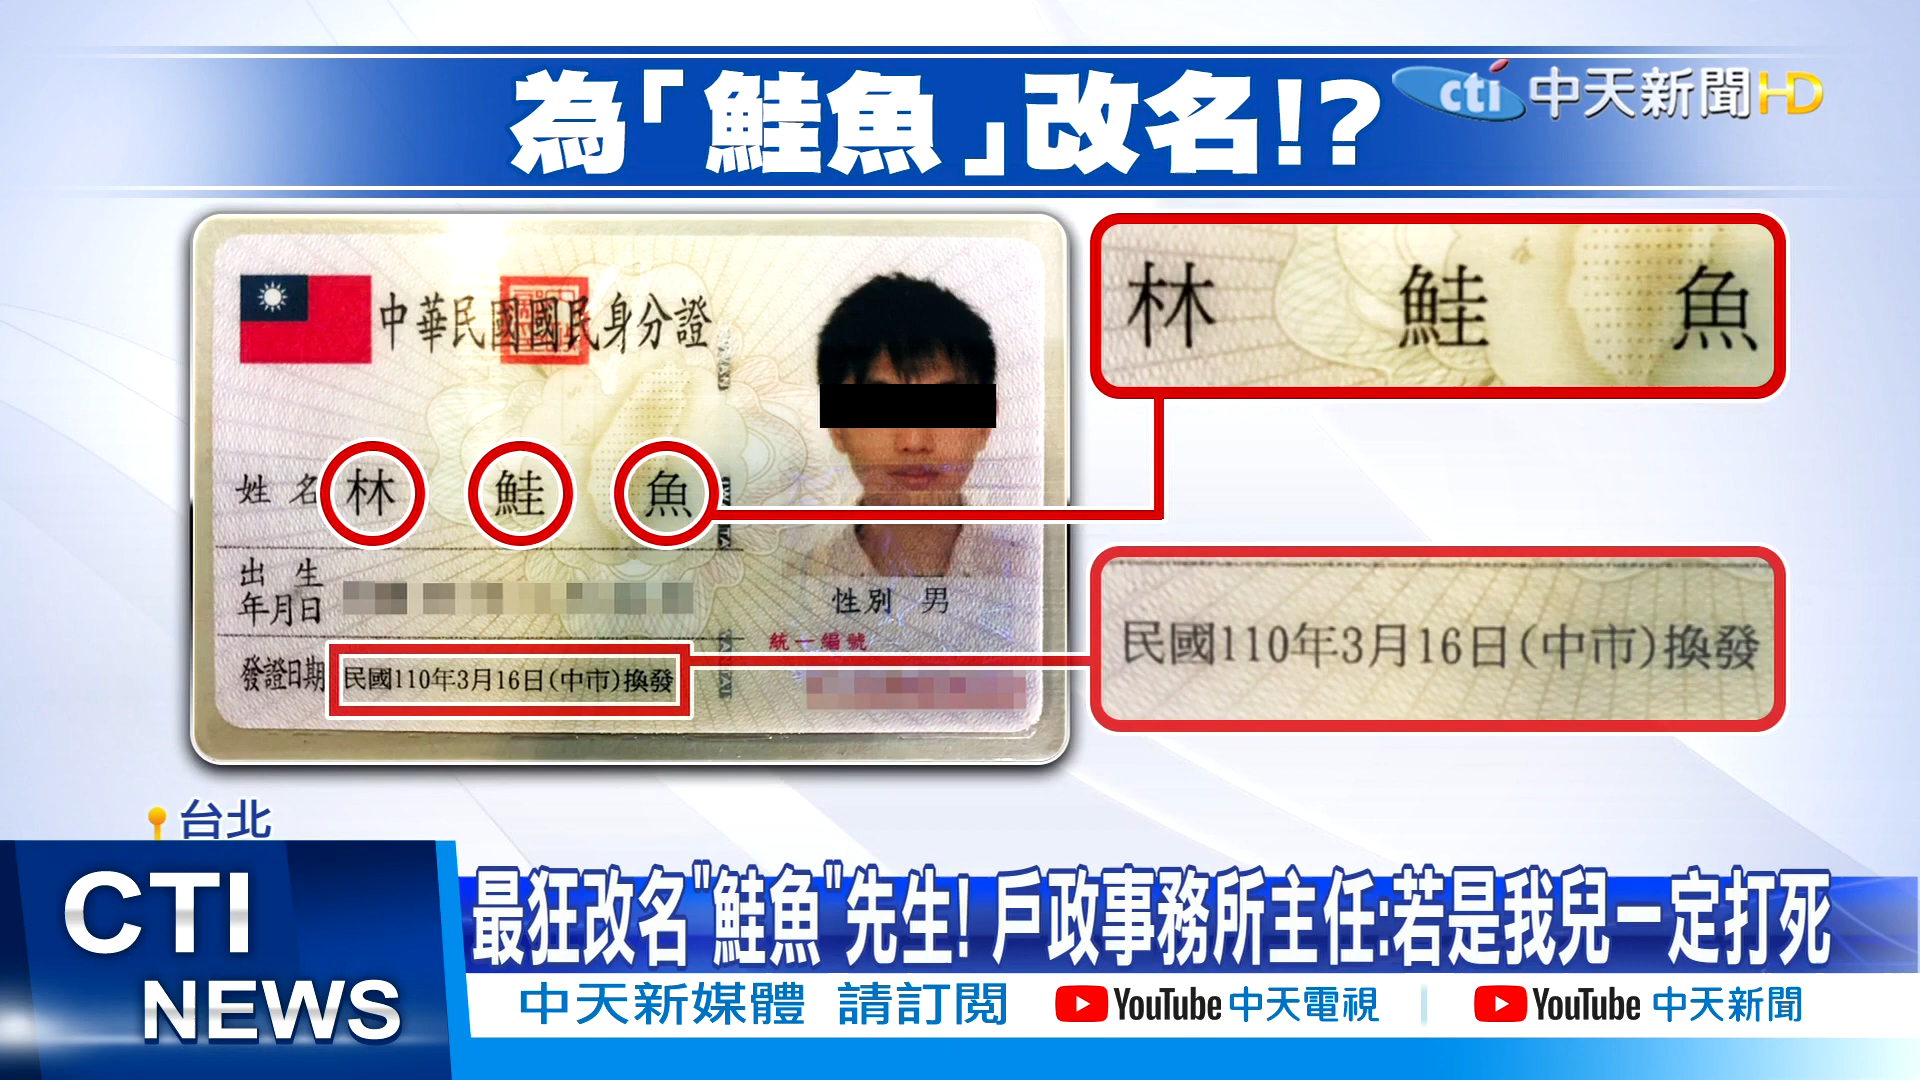 為「鮭魚」改名!?
cti 中天新聞HD
中華民國國民身分證
姓名 林 鮭 魚
林 鮭 魚
出生
年月日
性別 男
統一編號
發證日期 民國110年3月16日(中市)換發
民國110年3月16日(中市)換發
台北
CTI
NEWS
最狂改名"鮭魚"先生! 戶政事務所主任:若是我兒一定打死
中天新媒體 請訂閱 YouTube 中天電視 | YouTube 中天新聞